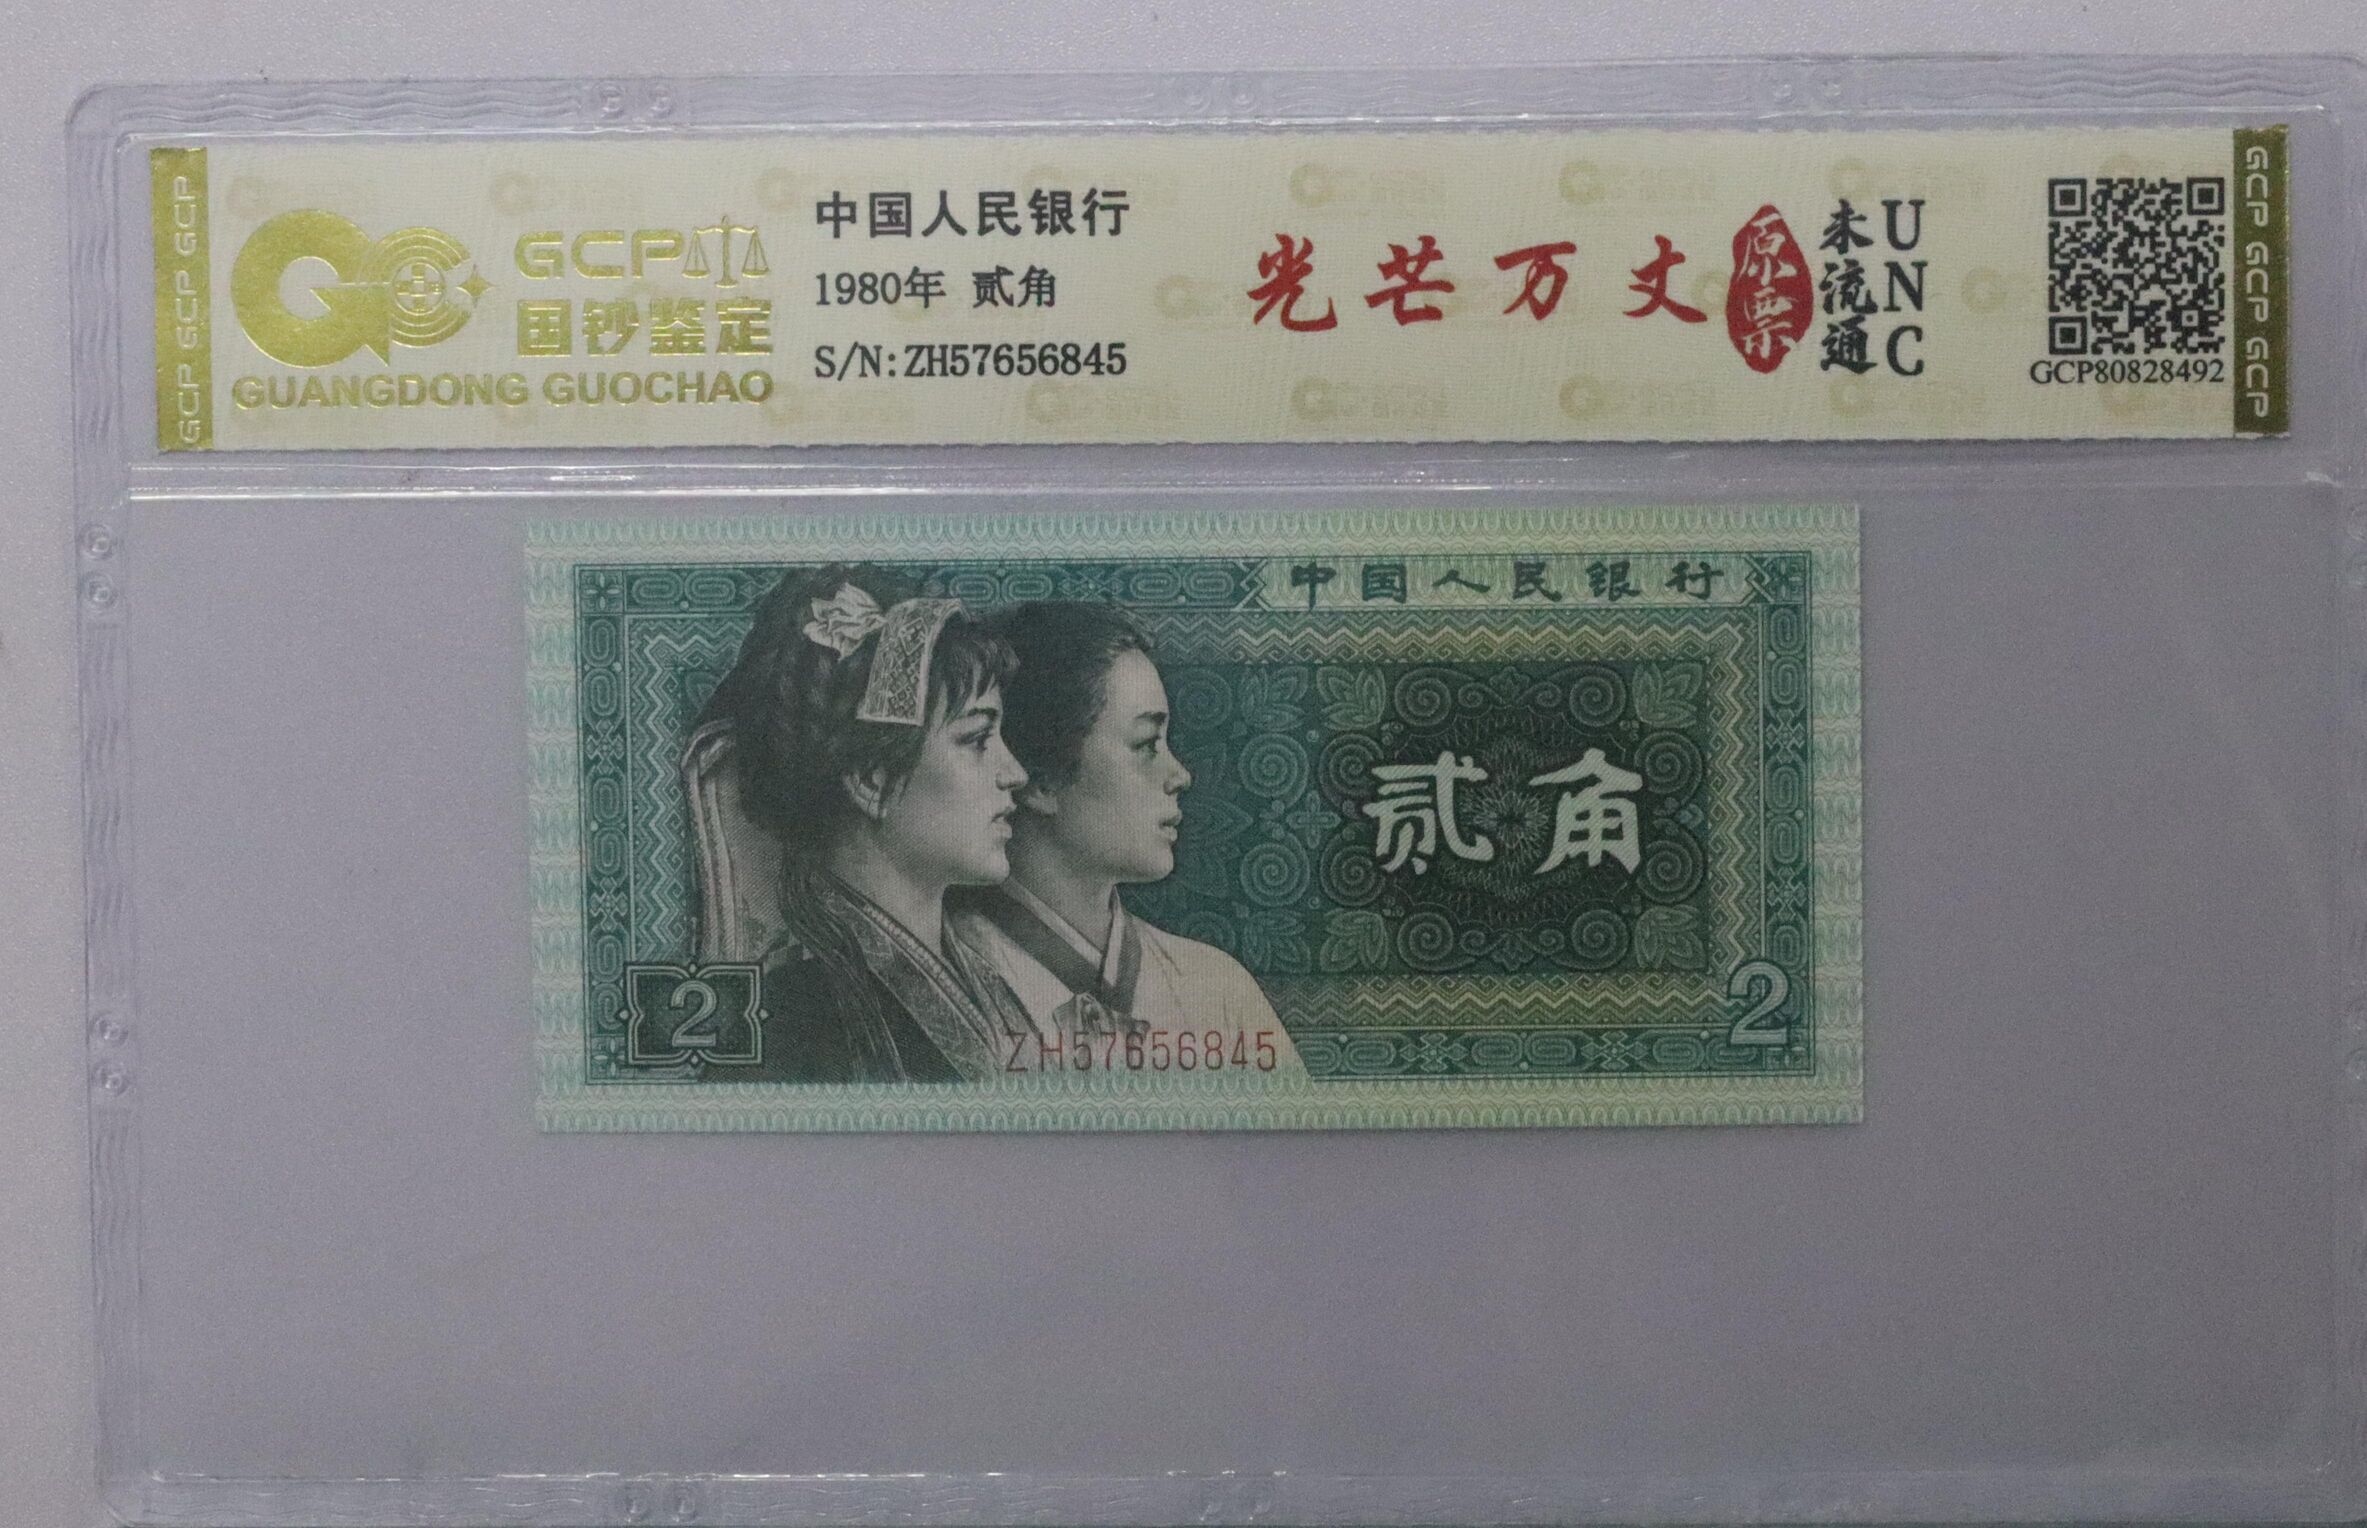 GCP GCP GCP
GCP
国钞鉴定
GUANGDONG GUOCHAO
中国人民银行
1980年 贰角
S/N:ZH57656845
光芒万丈
原票
未流通
UNC
GCP80828492
GCP GCP GCP
中国人民银行
贰角
2
ZH57656845
2